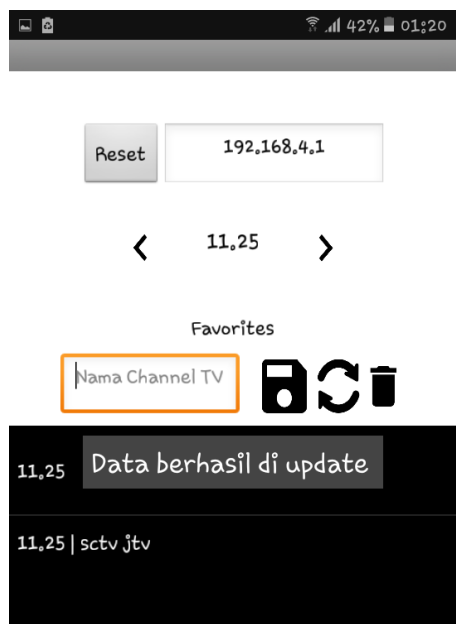 42% 01:20
Reset
192.168.4.1
11.25
Favorites
Nama Channel TV
11.25
Data berhasil di update
11.25 | sctv jtv